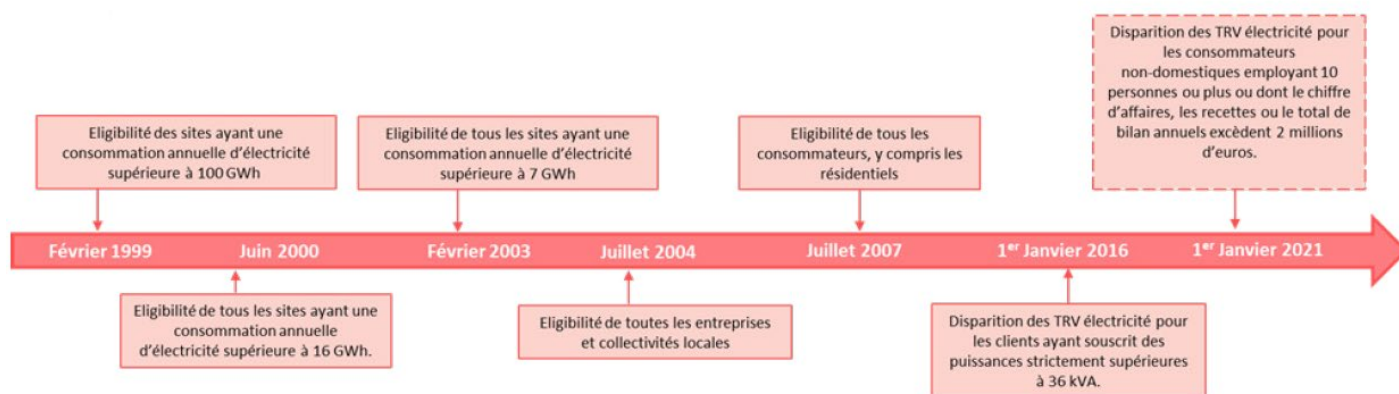 Eligibilité des sites ayant une
consommation annuelle d'électricité
supérieure à 100 GWh
Eligibilité de tous les sites ayant une
consommation annuelle d'électricité
supérieure à 7 GWh
Eligibilité de tous les
consommateurs, y compris les
résidentiels
Disparition des TRV électricité pour
les consommateurs
non-domestiques employant 10
personnes ou plus ou dont le chiffre
d'affaires, les recettes ou le total de
bilan annuels excèdent 2 millions
d'euros.
Février 1999
Juin 2000
Février 2003
Juillet 2004
Juillet 2007
1er Janvier 2016
1er Janvier 2021
Eligibilité de tous les sites ayant une
consommation annuelle
d'électricité supérieure à 16 GWh.
Eligibilité de toutes les entreprises
et collectivités locales
Disparition des TRV électricité pour
les clients ayant souscrit des
puissances strictement supérieures
à 36 kVA.